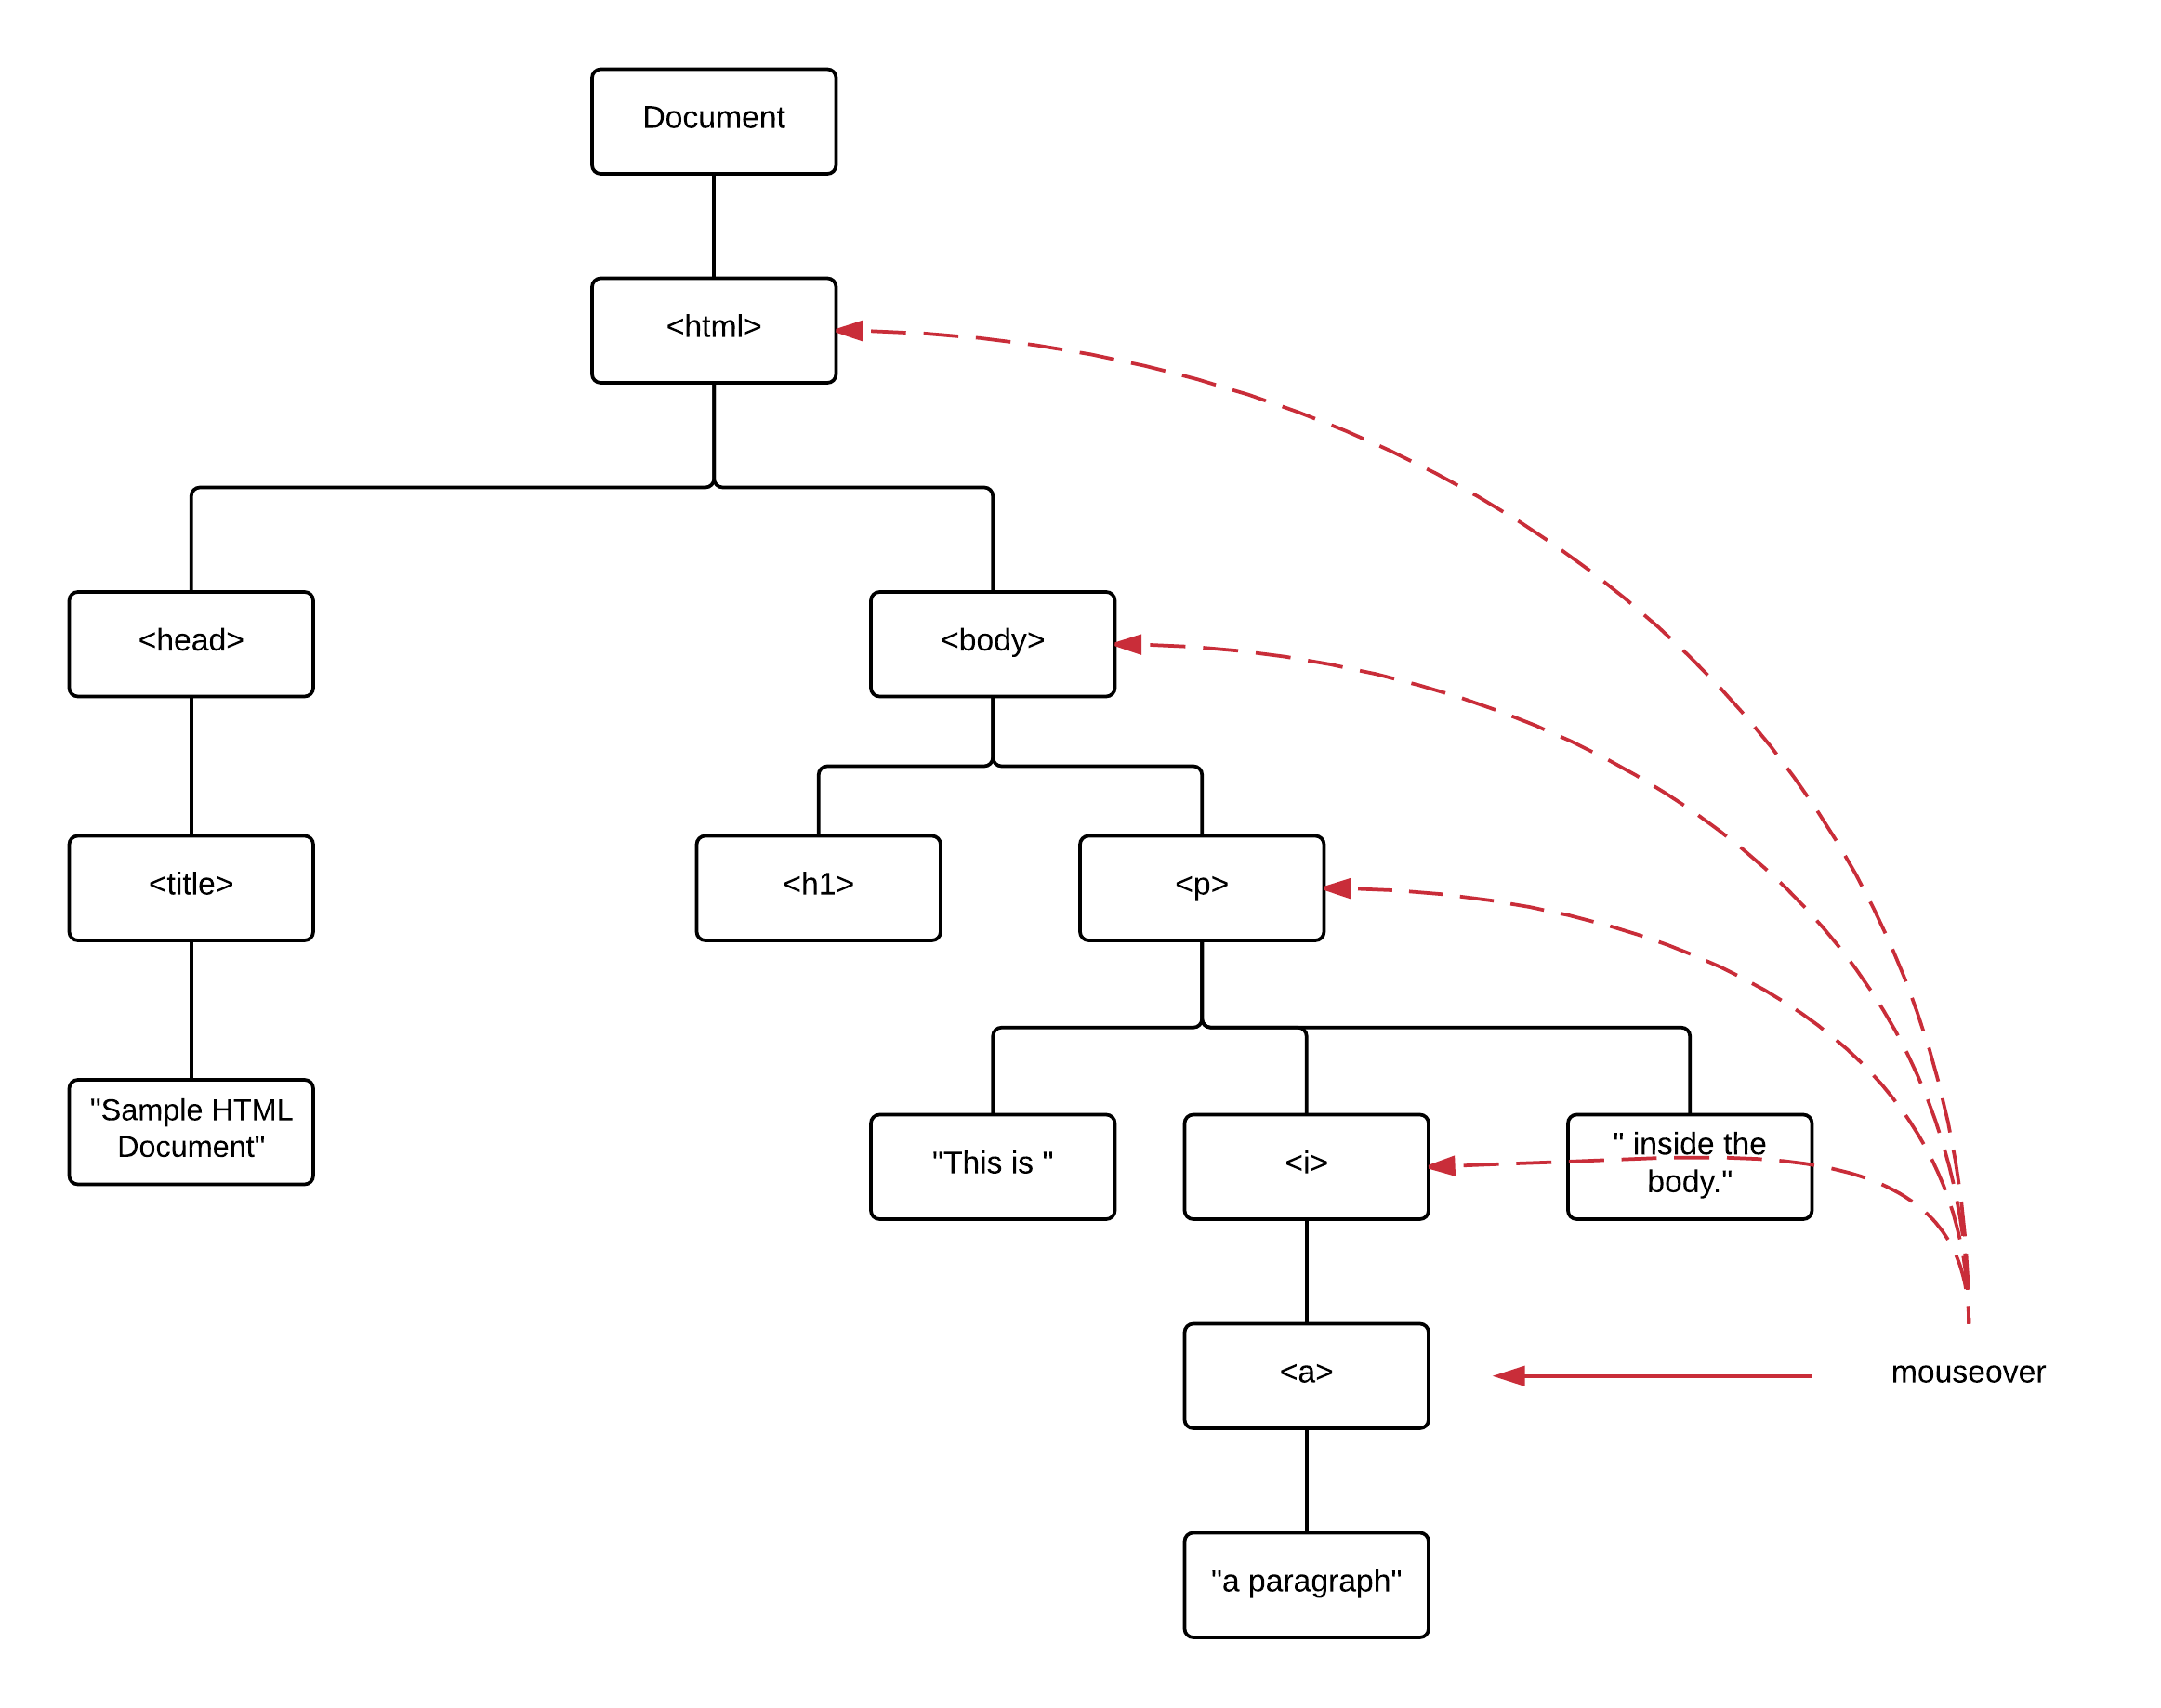 Document
<html>
<head>
<body>
<title>
<h1>
<p>
"Sample HTML
Document"
"This is "
<i>
" inside the
body."
<a>
mouseover
"a paragraph"